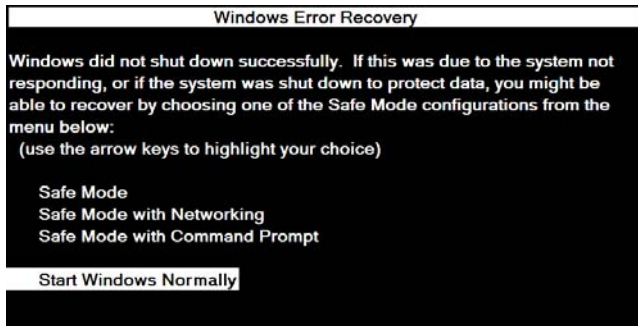 Windows Error Recovery
Windows did not shut down successfully.  If this was due to the system not
responding, or if the system was shut down to protect data, you might be
able to recover by choosing one of the Safe Mode configurations from the
menu below:
(use the arrow keys to highlight your choice)
Safe Mode
Safe Mode with Networking
Safe Mode with Command Prompt
Start Windows Normally